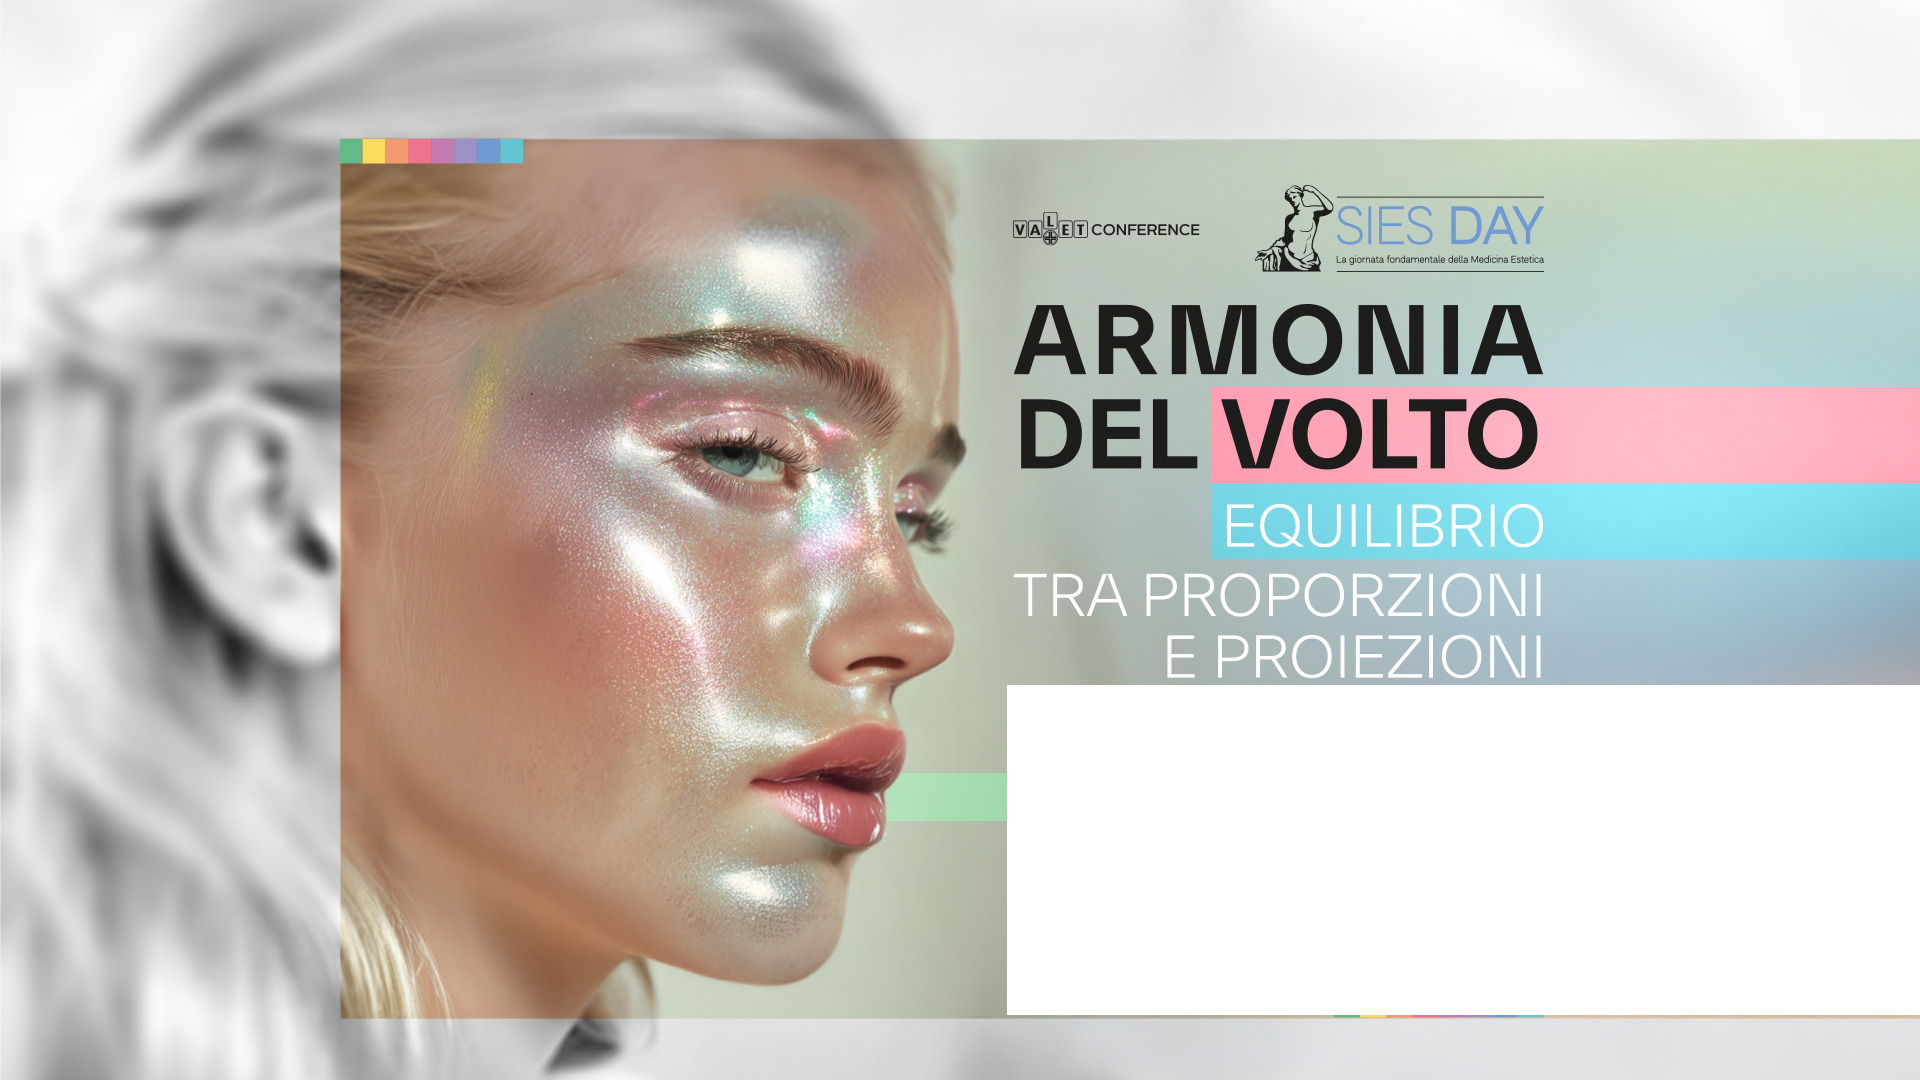 VALET CONFERENCE
SIES DAY
La giornata fondamentale della Medicina Estetica
ARMONIA
DEL VOLTO
EQUILIBRIO
TRA PROPORZIONI
E PROIEZIONI